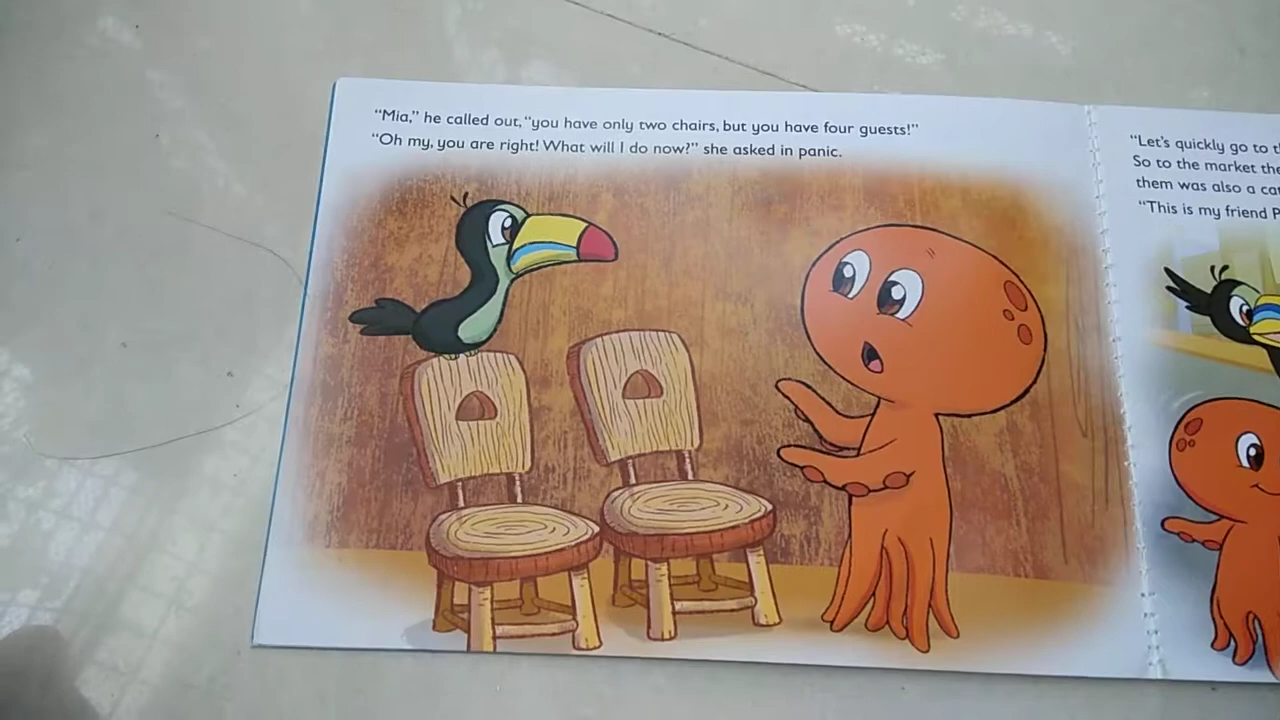 “Mia,” he called out, “you have only two chairs, but you have four guests!”
“Oh my, you are right! What will I do now?” she asked in panic.
“Let’s quickly go to
So to the market
them was also a
“This is my friend